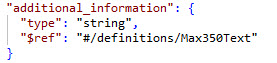 "additional_information": {
"type": "string",
"$ref": "#/definitions/Max350Text"
}